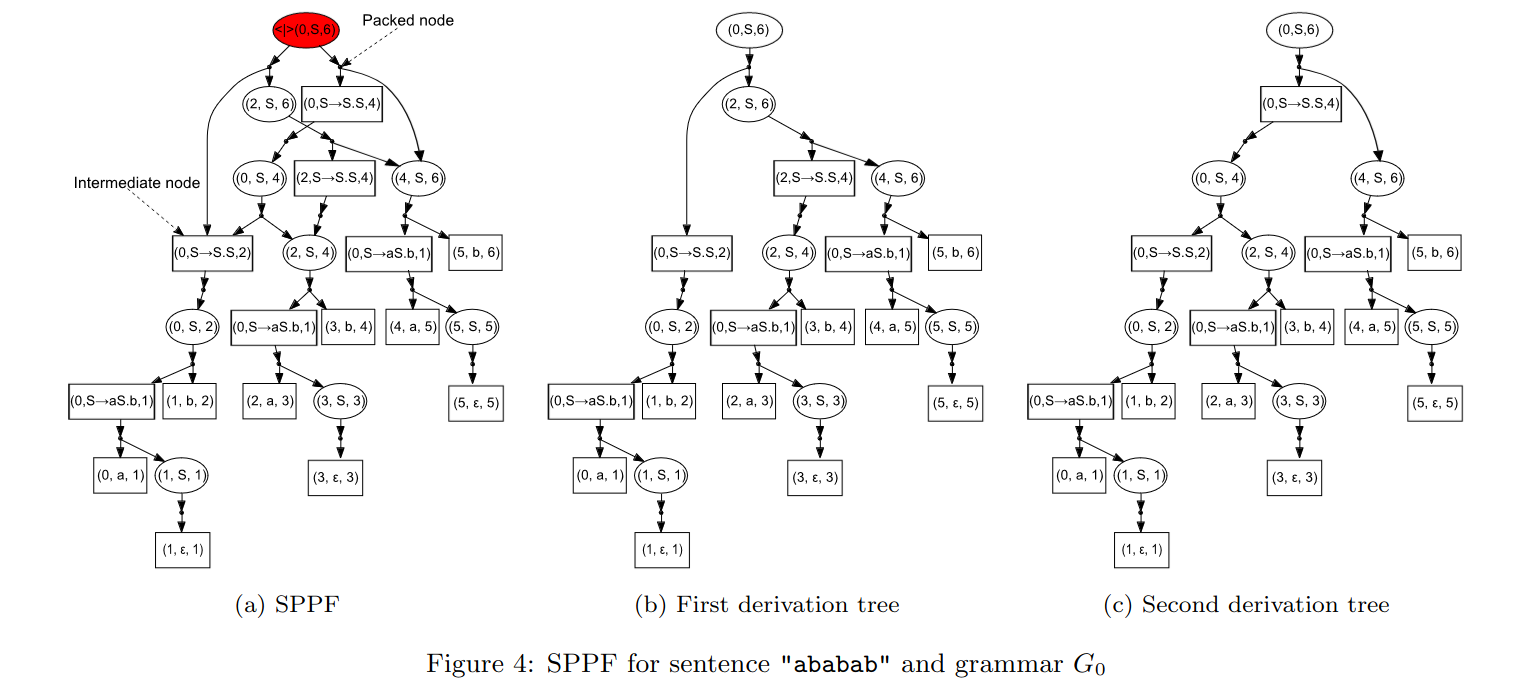 <|>(0,S,6)
Packed node
(2, S, 6)
(0,S→S.S,4)
Intermediate node
(0, S, 4)
(2,S→S.S,4)
(4, S, 6)
(0,S→S.S,2)
(2, S, 4)
(0,S→aS.b,1)
(5, b, 6)
(0, S, 2)
(0,S→aS.b,1)
(3, b, 4)
(4, a, 5)
(5, S, 5)
(0,S→aS.b,1)
(1, b, 2)
(2, a, 3)
(3, S, 3)
(5, ε, 5)
(0, a, 1)
(1, S, 1)
(3, ε, 3)
(1, ε, 1)
(a) SPPF
(0,S,6)
(2, S, 6)
(2,S→S.S,4)
(4, S, 6)
(0,S→S.S,2)
(2, S, 4)
(0,S→aS.b,1)
(5, b, 6)
(0, S, 2)
(0,S→aS.b,1)
(3, b, 4)
(4, a, 5)
(5, S, 5)
(0,S→aS.b,1)
(1, b, 2)
(2, a, 3)
(3, S, 3)
(5, ε, 5)
(0, a, 1)
(1, S, 1)
(3, ε, 3)
(1, ε, 1)
(b) First derivation tree
(0,S,6)
(0,S→S.S,4)
(0, S, 4)
(4, S, 6)
(0,S→S.S,2)
(2, S, 4)
(0,S→aS.b,1)
(5, b, 6)
(0, S, 2)
(0,S→aS.b,1)
(3, b, 4)
(4, a, 5)
(5, S, 5)
(0,S→aS.b,1)
(1, b, 2)
(2, a, 3)
(3, S, 3)
(5, ε, 5)
(0, a, 1)
(1, S, 1)
(3, ε, 3)
(1, ε, 1)
(c) Second derivation tree
Figure 4: SPPF for sentence "ababab" and grammar G₀